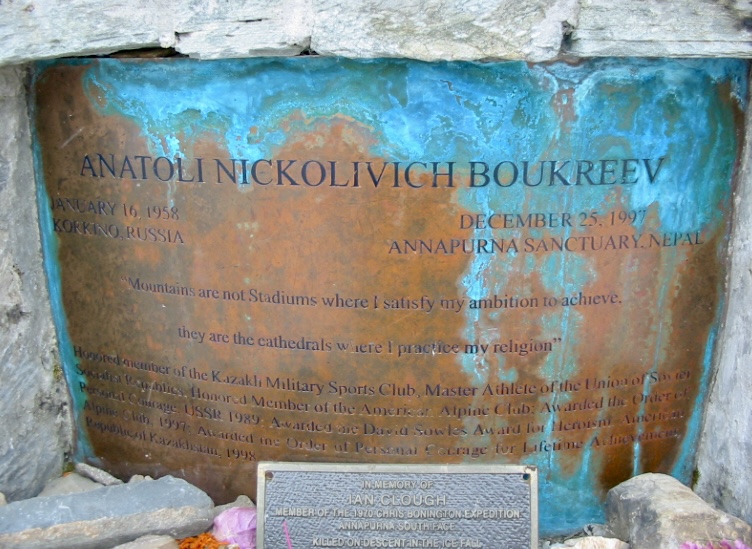 ANATOLI NICKOLIVICH BOUKREEV
JANUARY 16, 1958
KORKINO, RUSSIA
DECEMBER 25, 1997
ANNAPURNA SANCTUARY, NEPAL
"Mountains are not Stadiums where I satisfy my ambition to achieve.
they are the cathedrals where I practice my religion"
Honored member of the Kazakh Military Sports Club, Master Athlete of the Union of Soviet
Socialist Republics, Honored Member of the American Alpine Club: Awarded the Order of
Personal Courage USSR 1989: Awarded the David Sowles Award for Heroism American
Alpine Club, 1997: Awarded the Order of Personal Courage for Lifetime Achievement,
Republic of Kazakhstan, 1998
IN MEMORY OF
IAN CLOUGH
MEMBER OF THE 1970 CHRIS BONINGTON EXPEDITION
ANNAPURNA SOUTH FACE
KILLED ON DESCENT IN THE ICE FALL